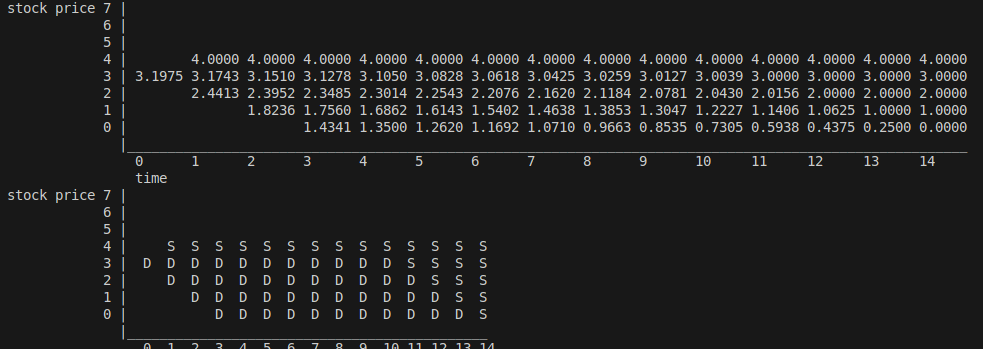 stock price 7 |
6 |
5 |
4 | 4.0000 4.0000 4.0000 4.0000 4.0000 4.0000 4.0000 4.0000 4.0000 4.0000 4.0000 4.0000 4.0000 4.0000
3 | 3.1975 3.1743 3.1510 3.1278 3.1050 3.0828 3.0618 3.0425 3.0259 3.0127 3.0039 3.0000 3.0000 3.0000 3.0000
2 | 2.4413 2.3952 2.3485 2.3014 2.2543 2.2076 2.1620 2.1184 2.0781 2.0430 2.0156 2.0000 2.0000 2.0000
1 | 1.8236 1.7560 1.6862 1.6143 1.5402 1.4638 1.3853 1.3047 1.2227 1.1406 1.0625 1.0000 1.0000
0 | 1.4341 1.3500 1.2620 1.1692 1.0710 0.9663 0.8535 0.7305 0.5938 0.4375 0.2500 0.0000
0 1 2 3 4 5 6 7 8 9 10 11 12 13 14
time
stock price 7 |
6 |
5 |
4 | S S S S S S S S S S S S S S
3 | D D D D D D D D D D D S S S S
2 | D D D D D D D D D D D D S S
1 | D D D D D D D D D D D S S
0 | D D D D D D D D D D D S
0 1 2 3 4 5 6 7 8 9 10 11 12 13 14